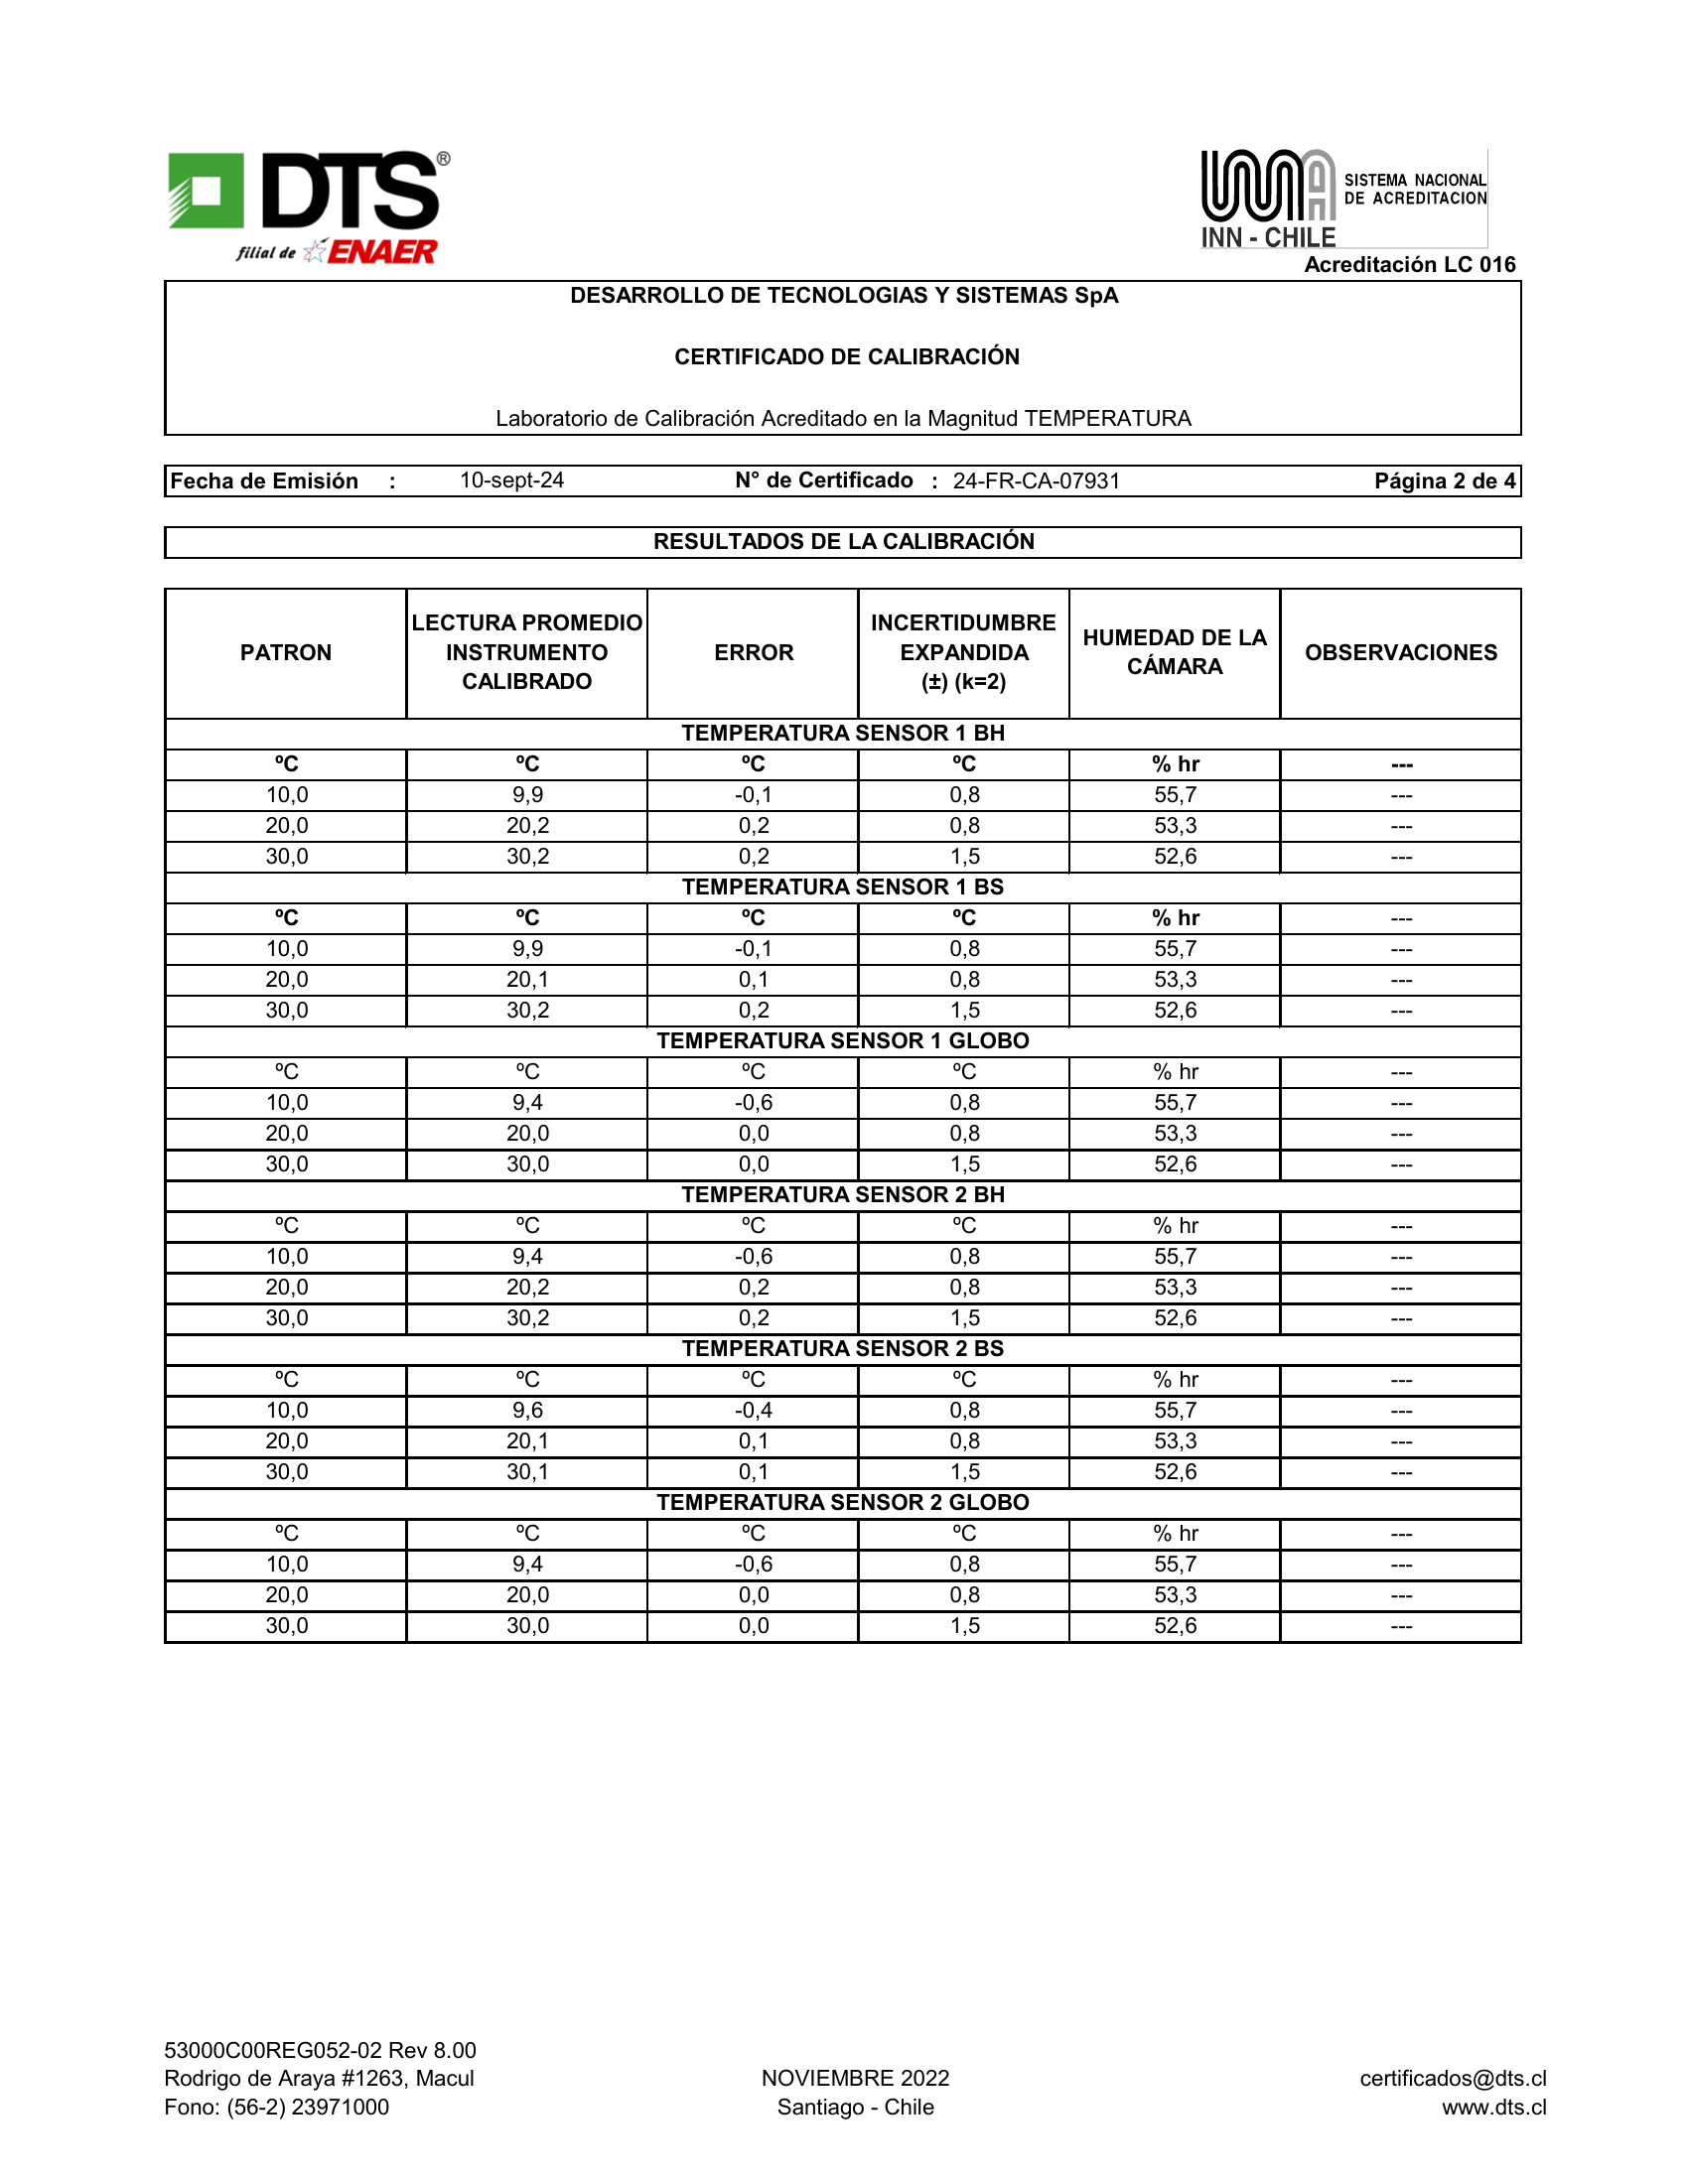 DTS®
filial de ENAER
SISTEMA NACIONAL
DE ACREDITACION
INN - CHILE
Acreditación LC 016
DESARROLLO DE TECNOLOGIAS Y SISTEMAS SpA
CERTIFICADO DE CALIBRACIÓN
Laboratorio de Calibración Acreditado en la Magnitud TEMPERATURA
Fecha de Emisión : 10-sept-24 N° de Certificado : 24-FR-CA-07931 Página 2 de 4
RESULTADOS DE LA CALIBRACIÓN
PATRON LECTURA PROMEDIO INSTRUMENTO CALIBRADO ERROR INCERTIDUMBRE EXPANDIDA (±) (k=2) HUMEDAD DE LA CÁMARA OBSERVACIONES
TEMPERATURA SENSOR 1 BH
ºC ºC ºC ºC % hr ---
10,0 9,9 -0,1 0,8 55,7 ---
20,0 20,2 0,2 0,8 53,3 ---
30,0 30,2 0,2 1,5 52,6 ---
TEMPERATURA SENSOR 1 BS
ºC ºC ºC ºC % hr ---
10,0 9,9 -0,1 0,8 55,7 ---
20,0 20,1 0,1 0,8 53,3 ---
30,0 30,2 0,2 1,5 52,6 ---
TEMPERATURA SENSOR 1 GLOBO
ºC ºC ºC ºC % hr ---
10,0 9,4 -0,6 0,8 55,7 ---
20,0 20,0 0,0 0,8 53,3 ---
30,0 30,0 0,0 1,5 52,6 ---
TEMPERATURA SENSOR 2 BH
ºC ºC ºC ºC % hr ---
10,0 9,4 -0,6 0,8 55,7 ---
20,0 20,2 0,2 0,8 53,3 ---
30,0 30,2 0,2 1,5 52,6 ---
TEMPERATURA SENSOR 2 BS
ºC ºC ºC ºC % hr ---
10,0 9,6 -0,4 0,8 55,7 ---
20,0 20,1 0,1 0,8 53,3 ---
30,0 30,1 0,1 1,5 52,6 ---
TEMPERATURA SENSOR 2 GLOBO
ºC ºC ºC ºC % hr ---
10,0 9,4 -0,6 0,8 55,7 ---
20,0 20,0 0,0 0,8 53,3 ---
30,0 30,0 0,0 1,5 52,6 ---
53000C00REG052-02 Rev 8.00
Rodrigo de Araya #1263, Macul NOVIEMBRE 2022 certificados@dts.cl
Fono: (56-2) 23971000 Santiago - Chile www.dts.cl